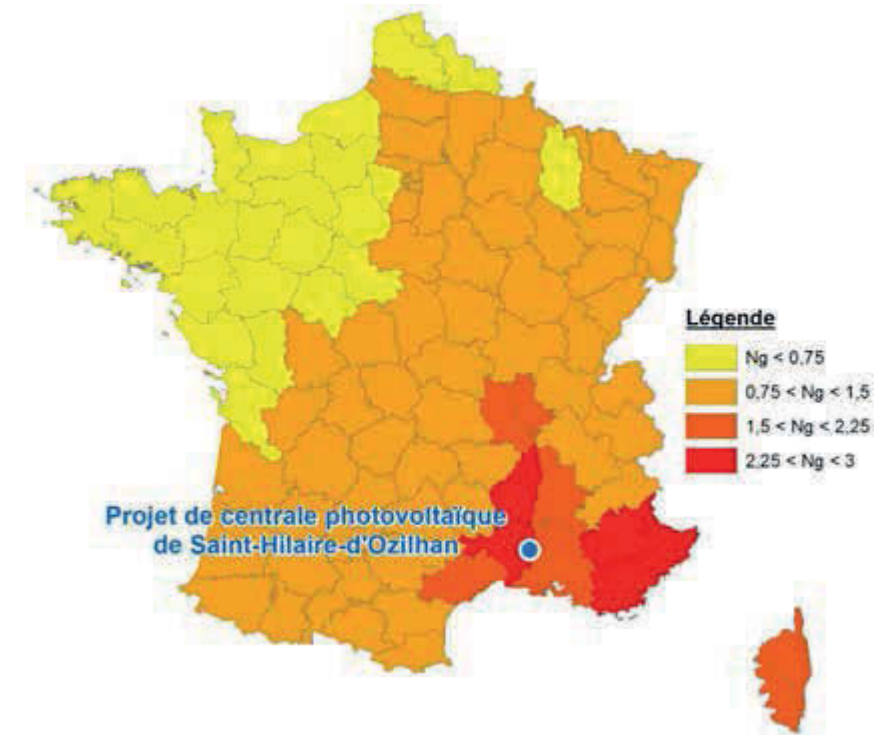 Légende
Ng < 0,75
0,75 < Ng < 1,5
1,5 < Ng < 2,25
2,25 < Ng < 3
Projet de centrale photovoltaïque
de Saint-Hilaire-d'Ozilhan